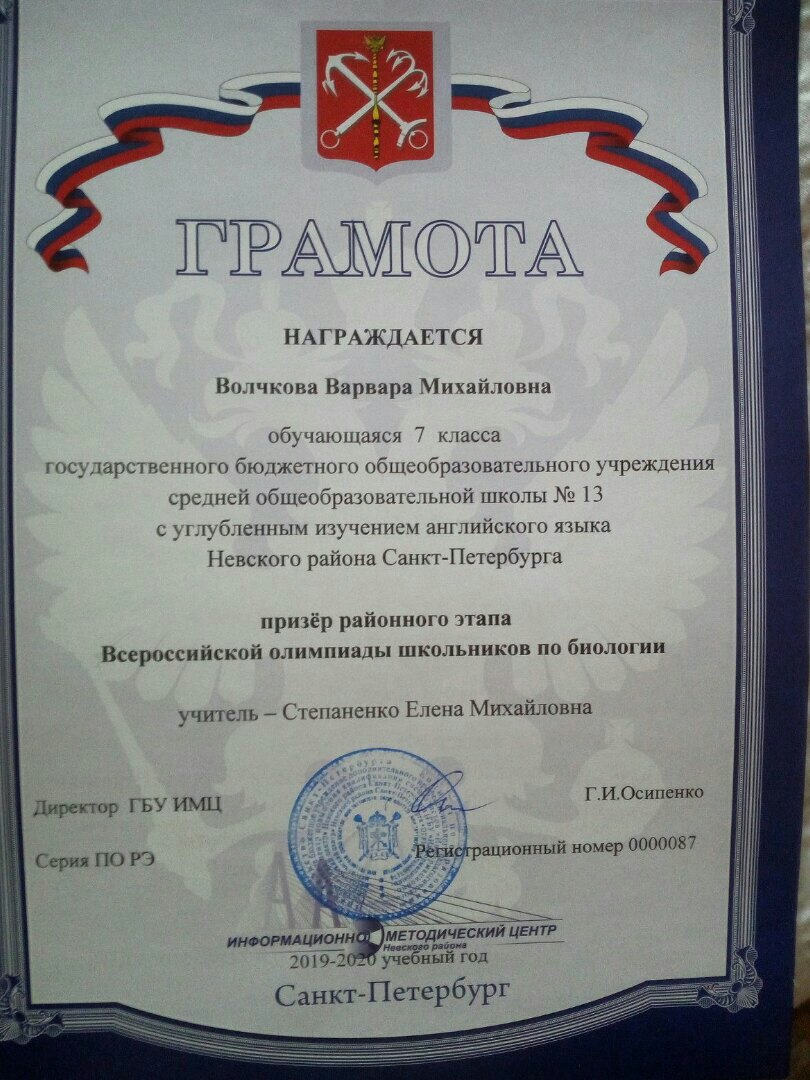 ГРАМОТА
НАГРАЖДАЕТСЯ
Волчкова Варвара Михайловна
обучающаяся 7 класса
государственного бюджетного общеобразовательного учреждения
средней общеобразовательной школы № 13
с углубленным изучением английского языка
Невского района Санкт-Петербурга
призёр районного этапа
Всероссийской олимпиады школьников по биологии
учитель – Степаненко Елена Михайловна
Директор ГБУ ИМЦ
Г.И.Осипенко
Серия ПО РЭ
Регистрационный номер 0000087
ИНФОРМАЦИОННО МЕТОДИЧЕСКИЙ ЦЕНТР
Невского района
2019-2020 учебный год
Санкт-Петербург